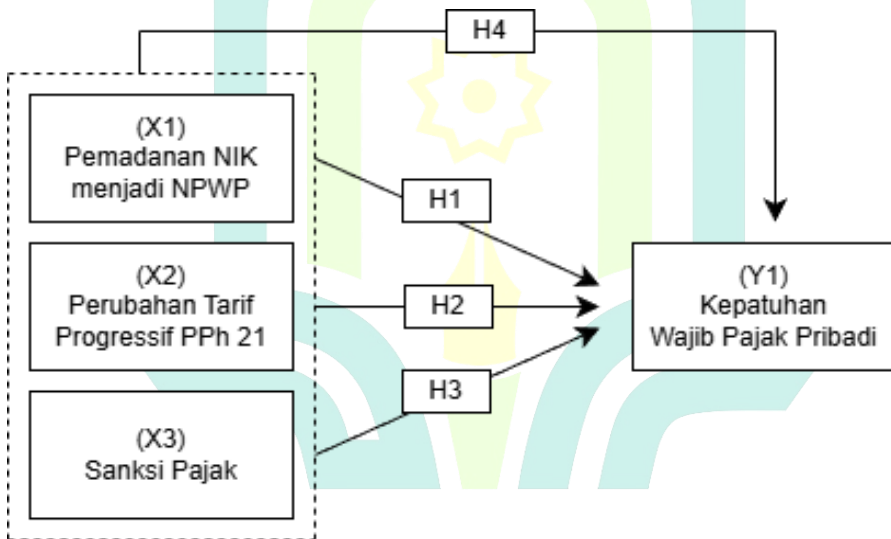 H4
(X1)
Pemadanan NIK
menjadi NPWP
H1
(X2)
Perubahan Tarif
Progressif PPh 21
H2
(Y1)
Kepatuhan
Wajib Pajak Pribadi
H3
(X3)
Sanksi Pajak